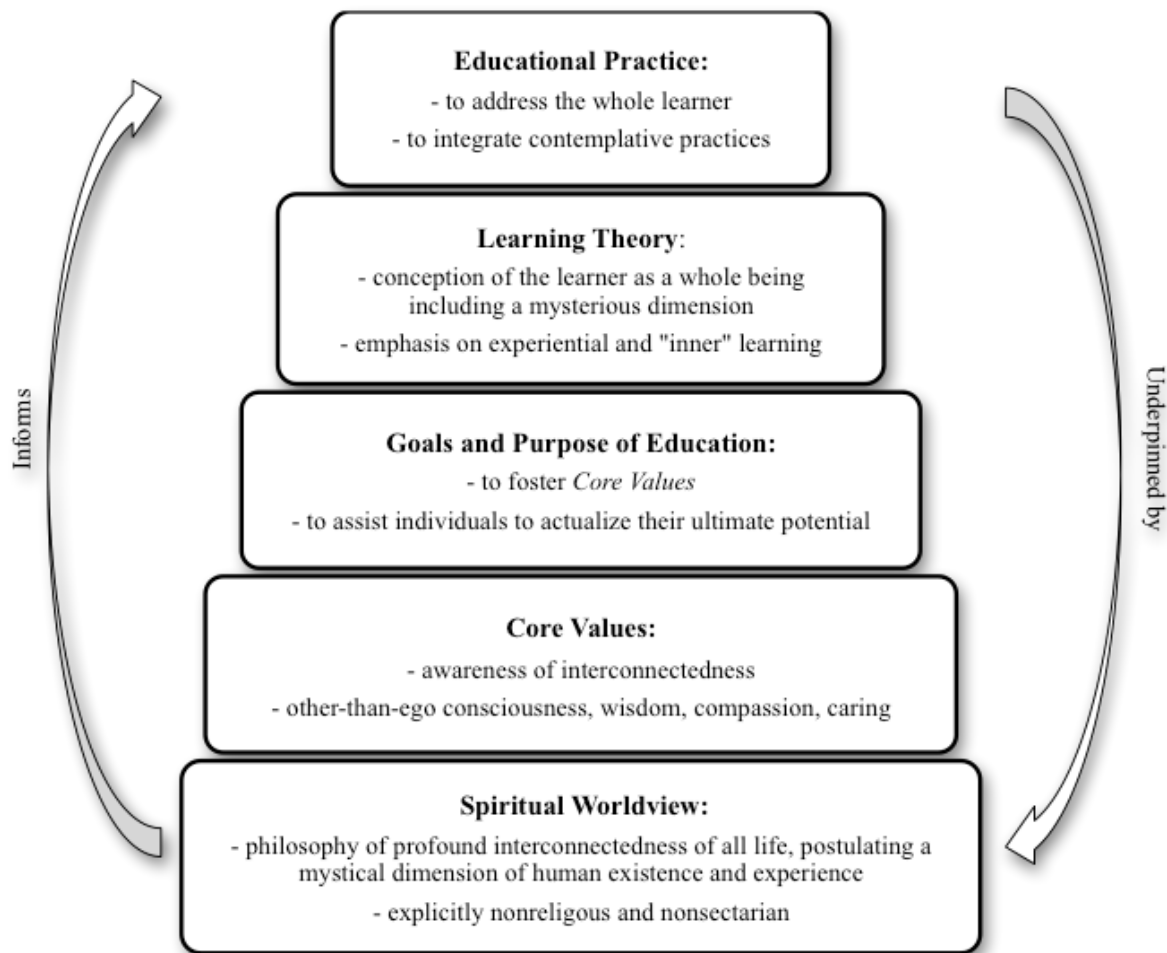 Educational Practice:
- to address the whole learner
- to integrate contemplative practices
Learning Theory:
- conception of the learner as a whole being
including a mysterious dimension
- emphasis on experiential and "inner" learning
Informs
Underpinned by
Goals and Purpose of Education:
- to foster Core Values
- to assist individuals to actualize their ultimate potential
Core Values:
- awareness of interconnectedness
- other-than-ego consciousness, wisdom, compassion, caring
Spiritual Worldview:
- philosophy of profound interconnectedness of all life, postulating a
mystical dimension of human existence and experience
- explicitly nonreligous and nonsectarian